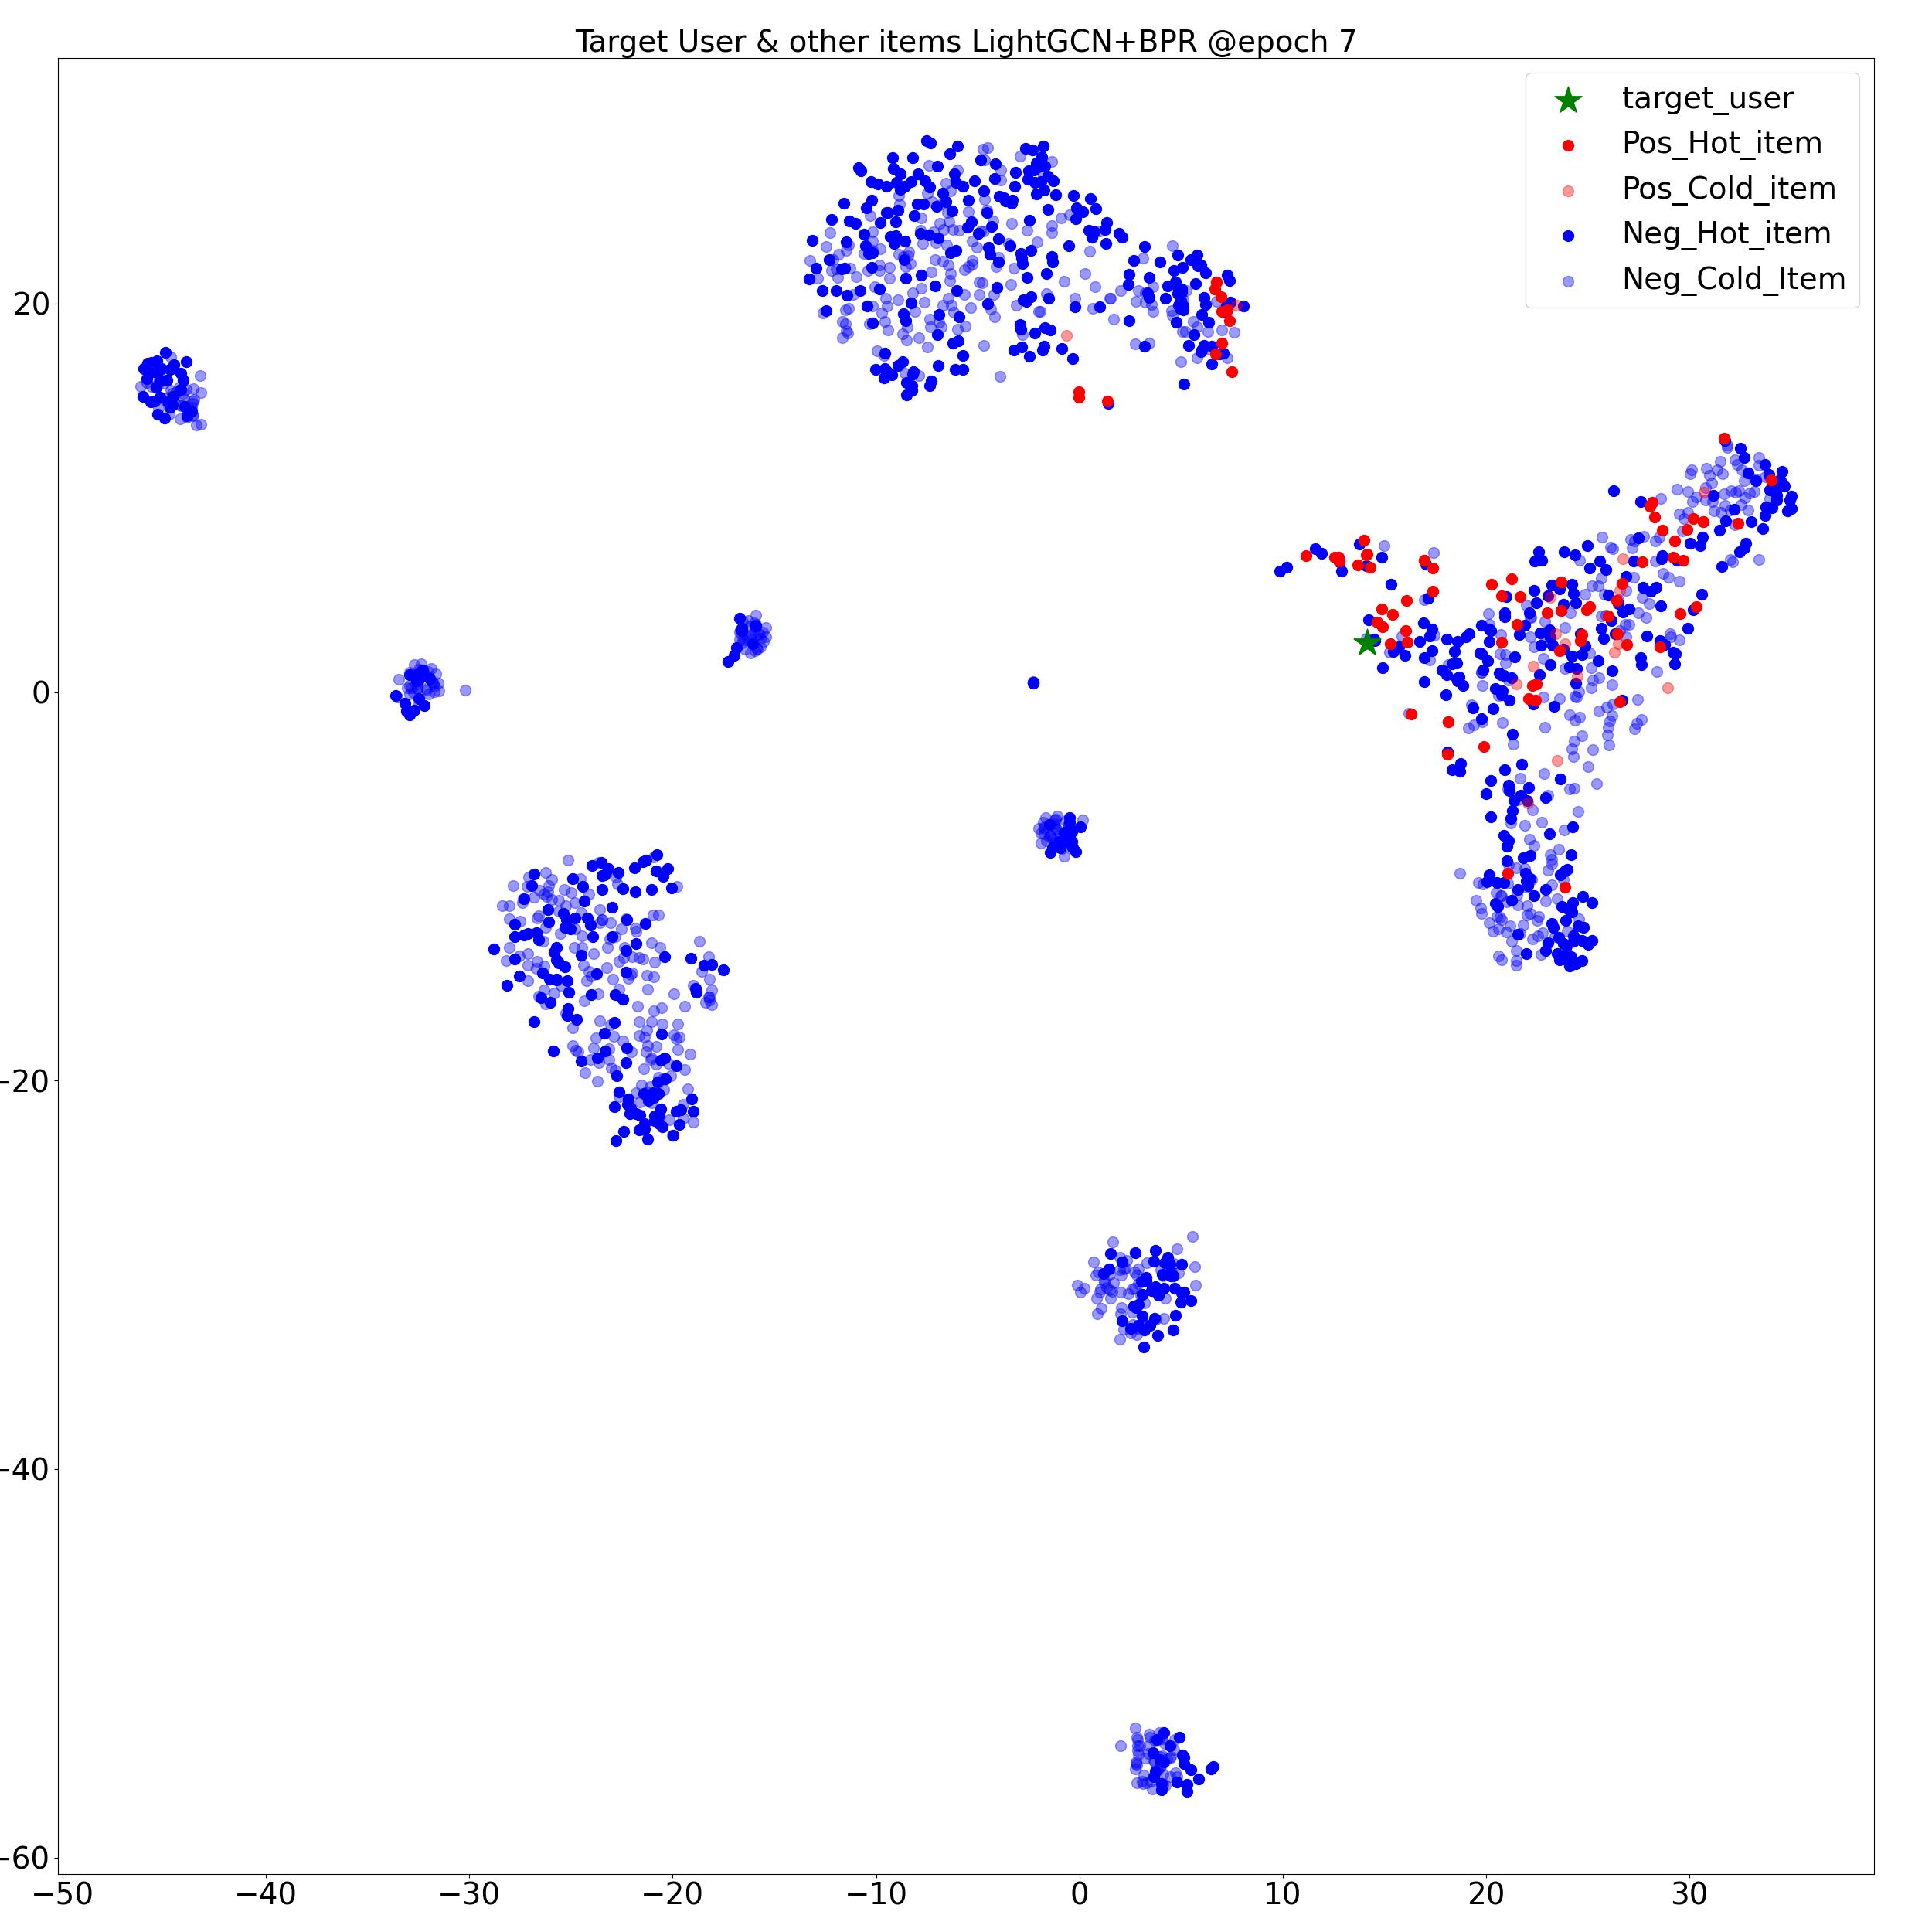 Target User & other items LightGCN+BPR @epoch 7
target_user
Pos_Hot_item
Pos_Cold_item
Neg_Hot_item
Neg_Cold_Item
20
0
−20
−40
−60
−50
−40
−30
−20
−10
0
10
20
30